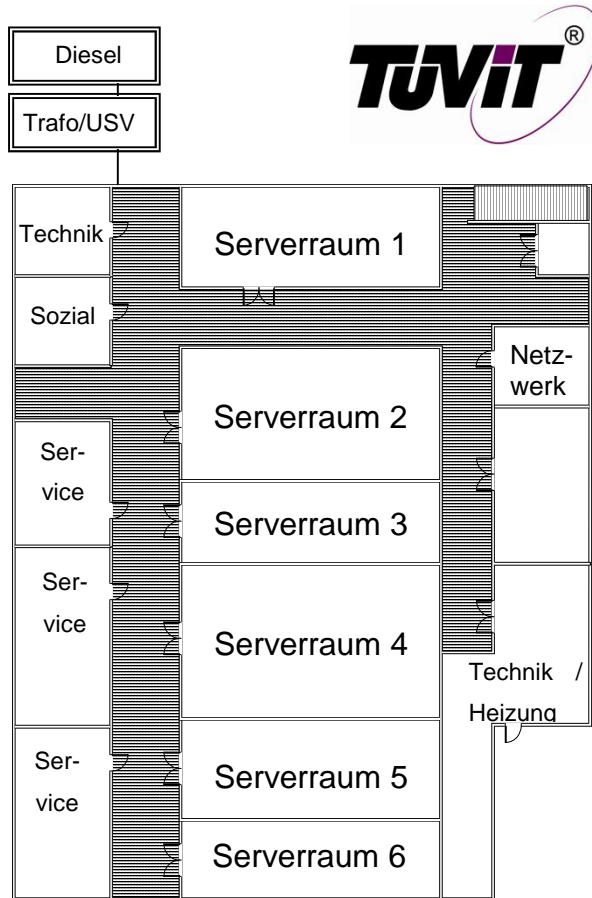 Diesel
TÜViT®
Trafo/USV
Technik
Serverraum 1
Sozial
Netz-
werk
Serverraum 2
Ser-
vice
Serverraum 3
Ser-
vice
Serverraum 4
Technik /
Heizung
Ser-
vice
Serverraum 5
Serverraum 6